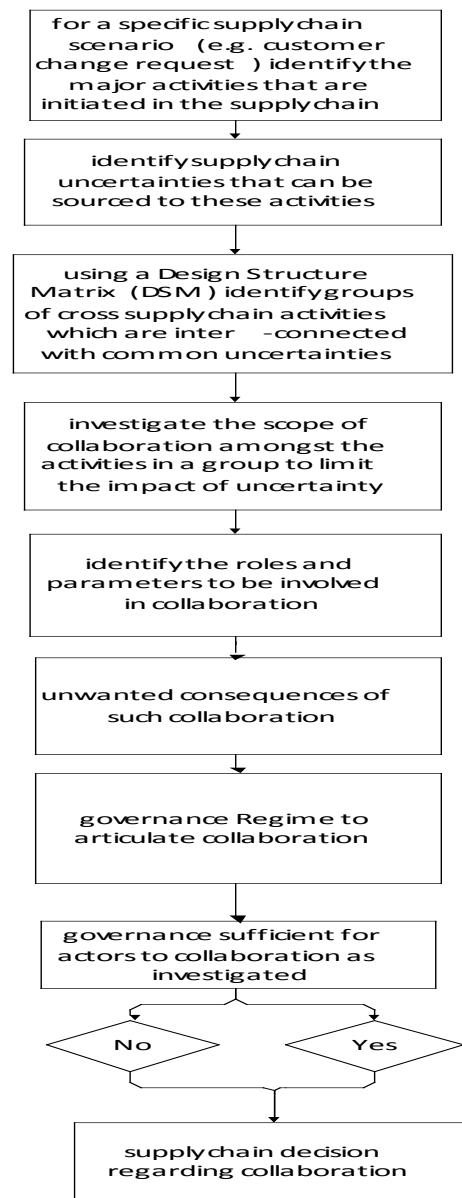 for a specific supply chain
scenario (e.g. customer
change request ) identify the
major activities that are
initiated in the supply chain
identify supply chain
uncertainties that can be
sourced to these activities
using a Design Structure
Matrix (DSM) identify groups
of cross supply chain activities
which are inter -connected
with common uncertainties
investigate the scope of
collaboration amongst the
activities in a group to limit
the impact of uncertainty
identify the roles and
parameters to be involved
in collaboration
unwanted consequences of
such collaboration
governance Regime to
articulate collaboration
governance sufficient for
actors to collaboration as
investigated
No
Yes
supply chain decision
regarding collaboration